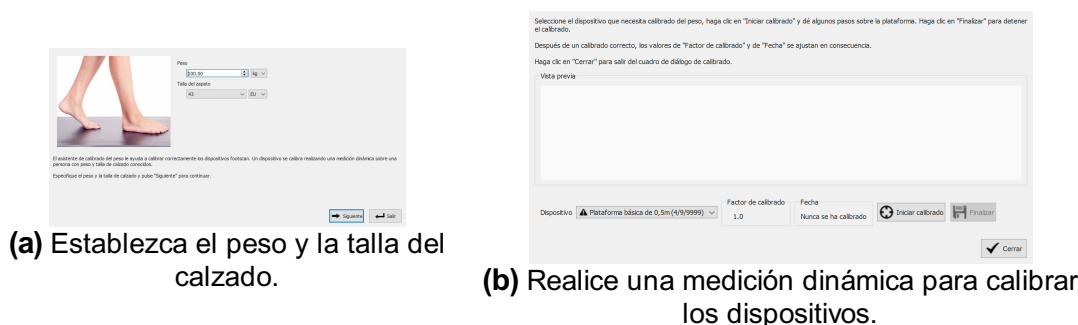 Peso
100.00 kg
Talla del zapato
43 EU
El asistente de calibrado del peso le ayuda a calibrar correctamente los dispositivos footscan. Un dispositivo se calibra realizando una medición dinámica sobre una
persona con peso y talla de calzado conocidos.
Especifique el peso y la talla de calzado y pulse "Siguiente" para continuar.
Siguiente Salir
(a) Establezca el peso y la talla del
calzado.
Seleccione el dispositivo que necesita calibrado del peso, haga clic en "Iniciar calibrado" y dé algunos pasos sobre la plataforma. Haga clic en "Finalizar" para detener
el calibrado.
Después de un calibrado correcto, los valores de "Factor de calibrado" y de "Fecha" se ajustan en consecuencia.
Haga clic en "Cerrar" para salir del cuadro de diálogo de calibrado.
Vista previa
Factor de calibrado Fecha
Dispositivo Plataforma básica de 0,5m (4/9/9999) 1.0 Nunca se ha calibrado Iniciar calibrado Finalizar
Cerrar
(b) Realice una medición dinámica para calibrar
los dispositivos.